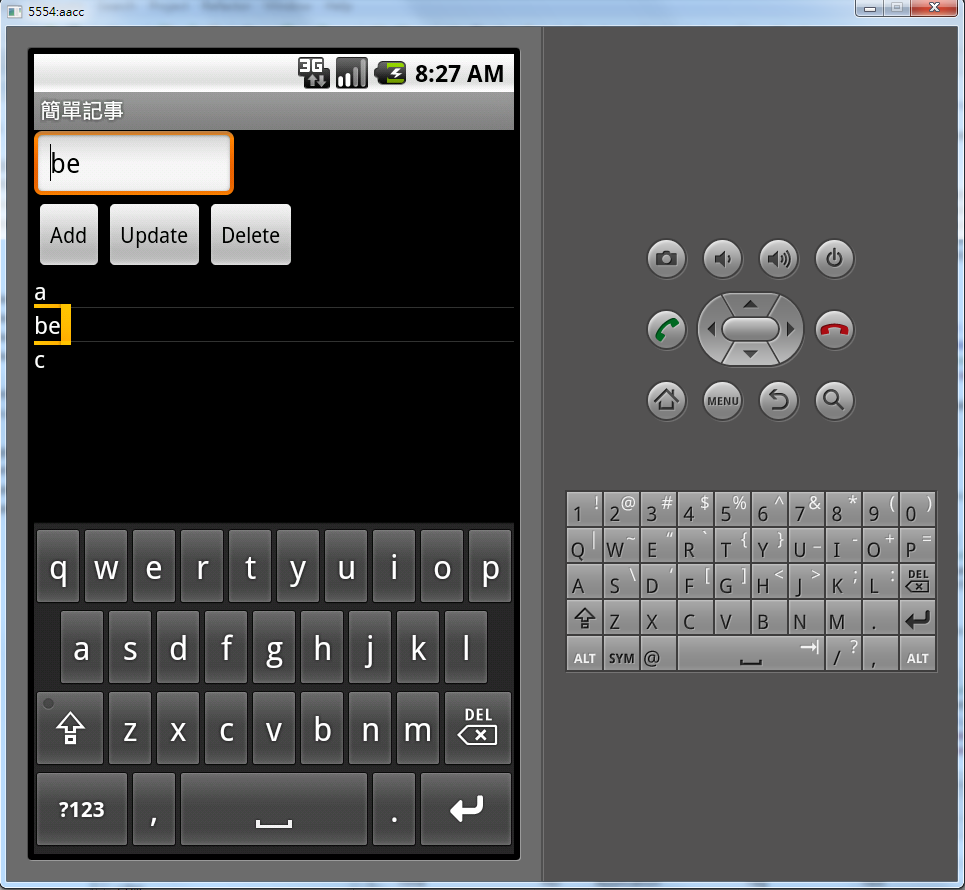 5554:aacc
3G 8:27 AM
簡單記事
be
Add Update Delete
a
be
c
q w e r t y u i o p
a s d f g h j k l
z x c v b n m DEL
?123 , .
MENU
1 ! 2 @ 3 # 4 $ 5 % 6 ^ 7 & 8 * 9 ( 0 )
Q | W ~ E " R ` T { Y } U _ I - O + P =
A S \ D ' F [ G ] H < J > K ; L : DEL
Z X C V B N M .
ALT SYM @ / ? , ALT